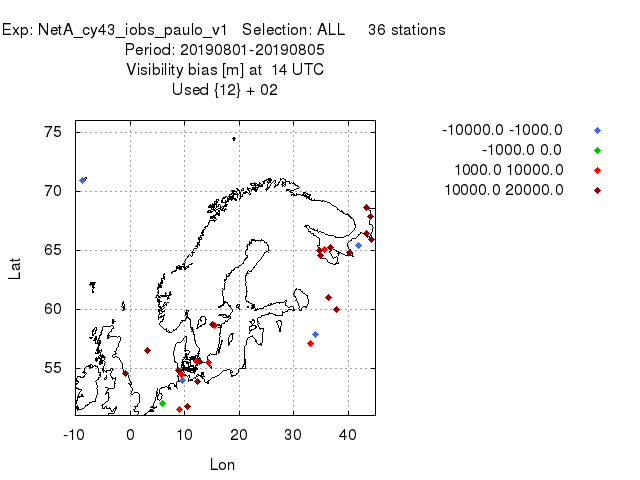 Exp: NetA_cy43_iobs_paulo_v1 Selection: ALL 36 stations
Period: 20190801-20190805
Visibility bias [m] at 14 UTC
Used {12} + 02
-10000.0 -1000.0
-1000.0 0.0
1000.0 10000.0
10000.0 20000.0
75
70
65
60
55
Lat
-10 0 10 20 30 40
Lon